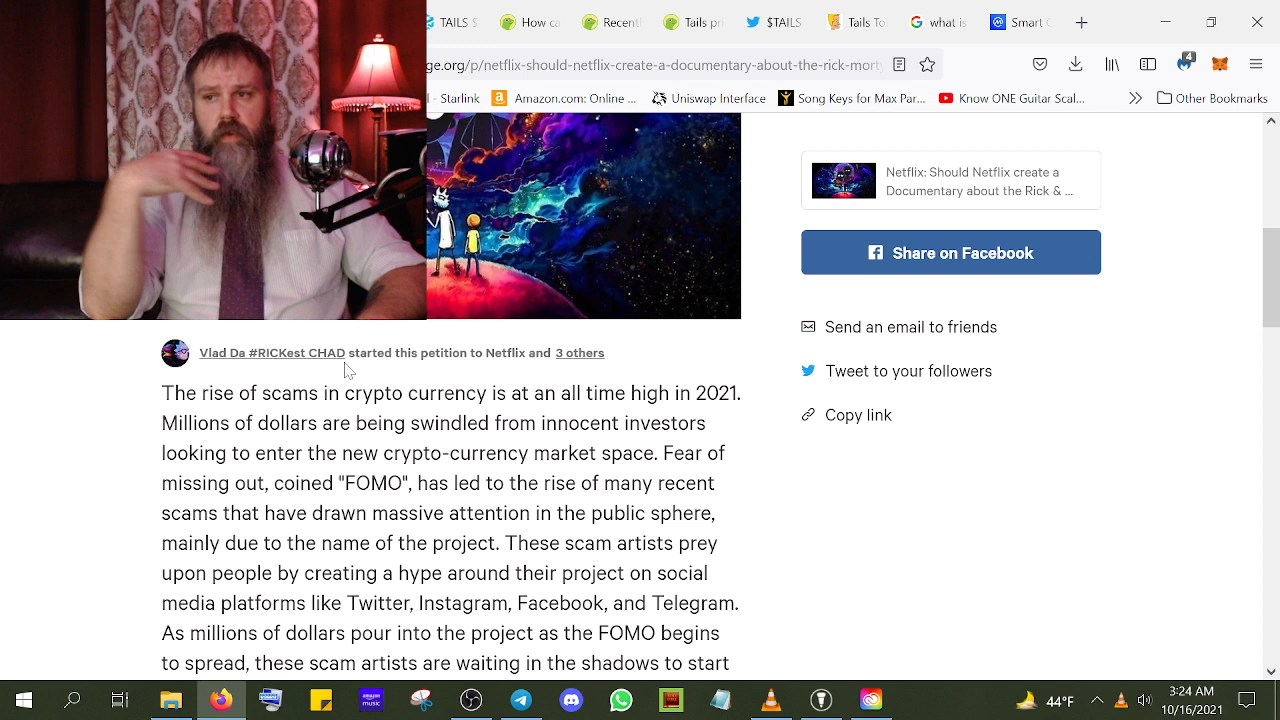 TAILS
How ca
Recentl
Tails pr
$TAILS
Tails To
what is
Smart C
ge.org/p/netflix-should-netflix-create-a-documentary-about-the-rick-morty
4
l - Starlink
Amazon.com: Online...
Uniswap Interface
Keys for Max Par...
Know ONE Guitar Scal...
Other Bookmarks
Netflix: Should Netflix create a
Documentary about the Rick & ...
Share on Facebook
Send an email to friends
Tweet to your followers
Copy link
Vlad Da #RICKest CHAD started this petition to Netflix and 3 others
The rise of scams in crypto currency is at an all time high in 2021.
Millions of dollars are being swindled from innocent investors
looking to enter the new crypto-currency market space. Fear of
missing out, coined "FOMO", has led to the rise of many recent
scams that have drawn massive attention in the public sphere,
mainly due to the name of the project. These scam artists prey
upon people by creating a hype around their project on social
media platforms like Twitter, Instagram, Facebook, and Telegram.
As millions of dollars pour into the project as the FOMO begins
to spread, these scam artists are waiting in the shadows to start
amazon
music
44°F
3:24 AM
10/16/2021